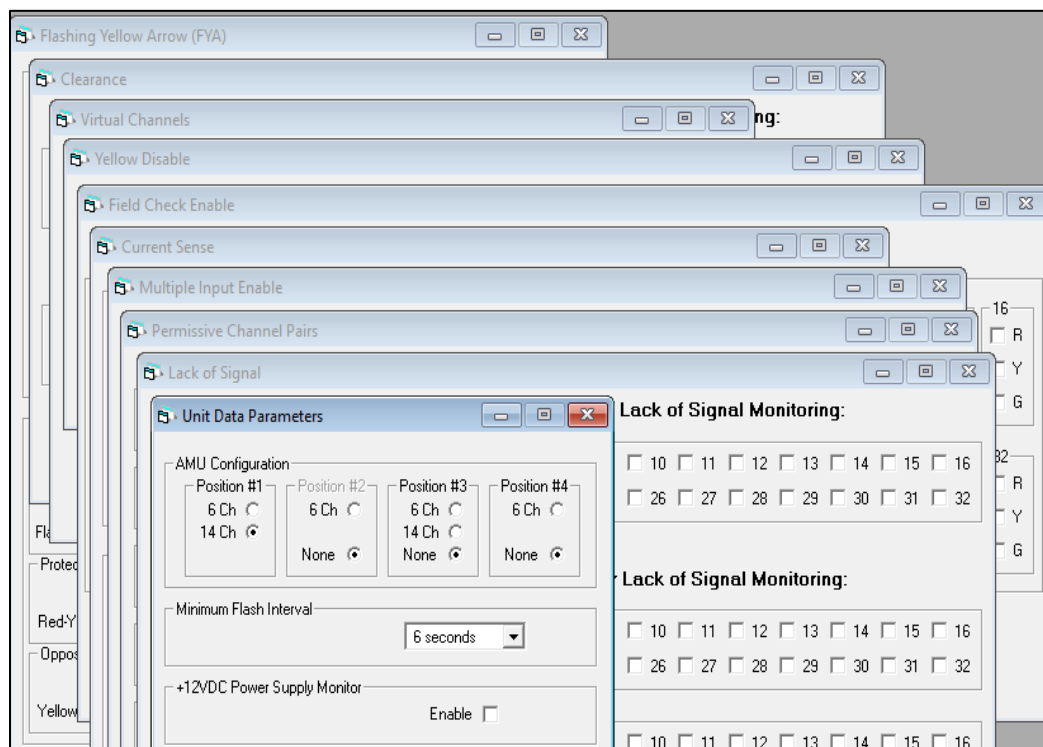 Flashing Yellow Arrow (FYA)
Clearance
Virtual Channels
ng:
Yellow Disable
Field Check Enable
Current Sense
Multiple Input Enable
16
R
Permissive Channel Pairs
Y
Lack of Signal
G
Unit Data Parameters
Lack of Signal Monitoring:
AMU Configuration
10 11 12 13 14 15 16
32
Position #1 Position #2 Position #3 Position #4
R
6 Ch 6 Ch 6 Ch 6 Ch
26 27 28 29 30 31 32
14 Ch 14 Ch
Y
None None None
G
Protec
Lack of Signal Monitoring:
Minimum Flash Interval
Red-Y
6 seconds
10 11 12 13 14 15 16
Oppos
26 27 28 29 30 31 32
+12VDC Power Supply Monitor
Yellow
Enable
10 11 12 13 14 15 16